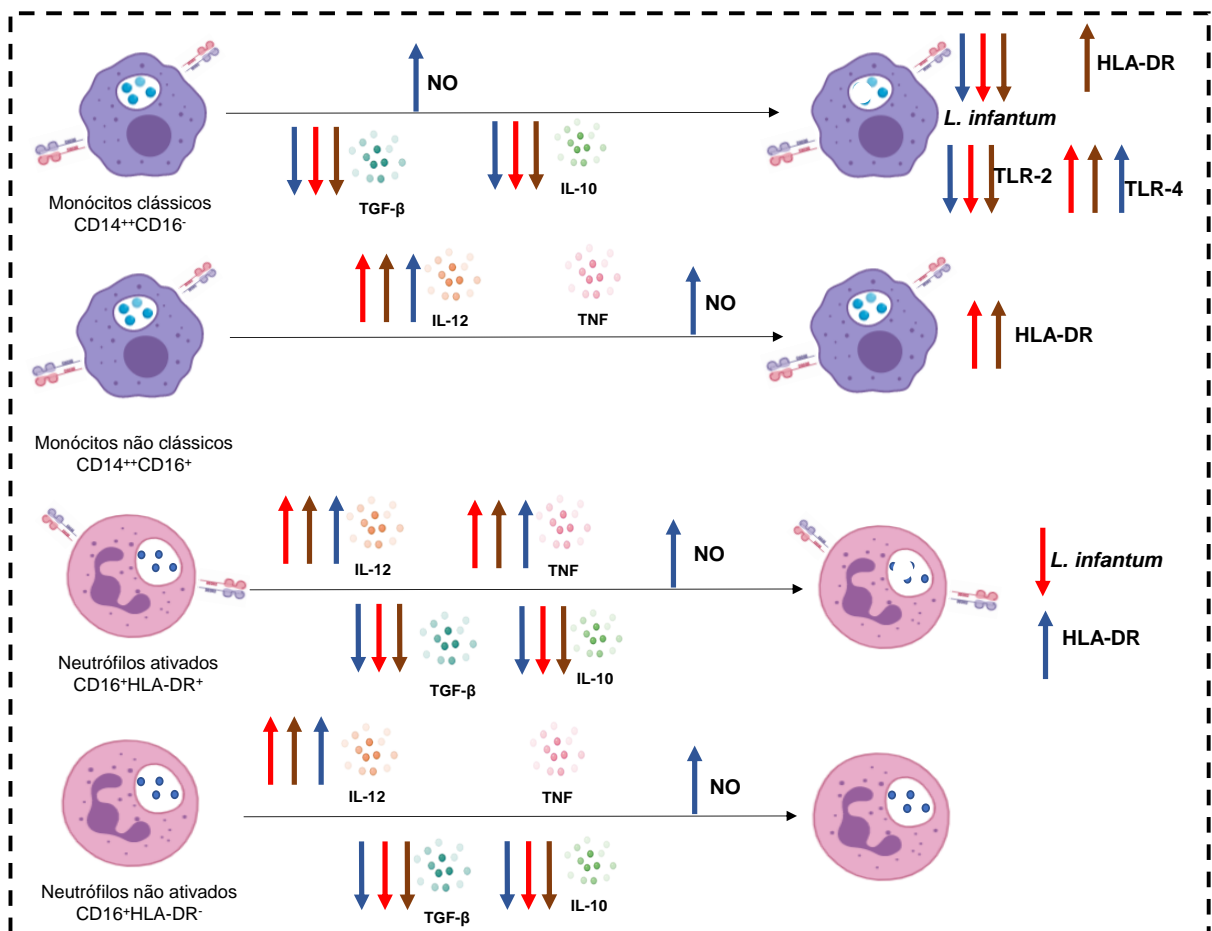 NO
HLA-DR
L. infantum
TGF-β
IL-10
TLR-2
TLR-4
Monócitos clássicos
CD14⁺⁺CD16⁻
IL-12
TNF
NO
HLA-DR
Monócitos não clássicos
CD14⁺⁺CD16⁺
IL-12
TNF
NO
L. infantum
HLA-DR
Neutrófilos ativados
CD16⁺HLA-DR⁺
TGF-β
IL-10
IL-12
TNF
NO
Neutrófilos não ativados
CD16⁺HLA-DR⁻
TGF-β
IL-10